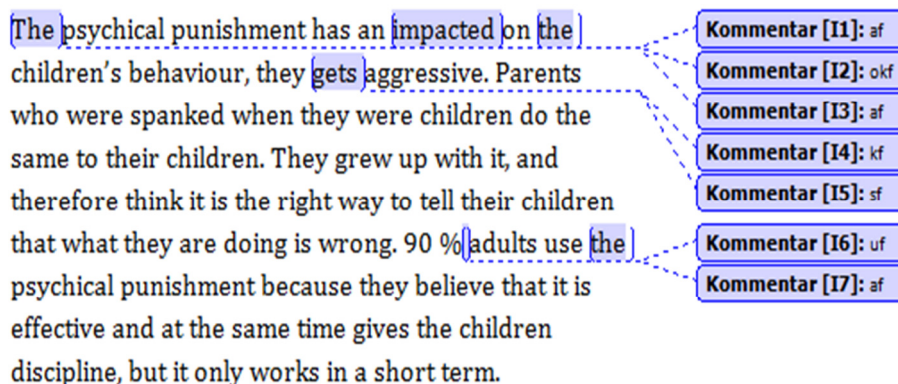 The psychical punishment has an impacted on the
children’s behaviour, they gets aggressive. Parents
who were spanked when they were children do the
same to their children. They grew up with it, and
therefore think it is the right way to tell their children
that what they are doing is wrong. 90 % adults use the
psychical punishment because they believe that it is
effective and at the same time gives the children
discipline, but it only works in a short term.
Kommentar [I1]: af
Kommentar [I2]: okf
Kommentar [I3]: af
Kommentar [I4]: kf
Kommentar [I5]: sf
Kommentar [I6]: uf
Kommentar [I7]: af